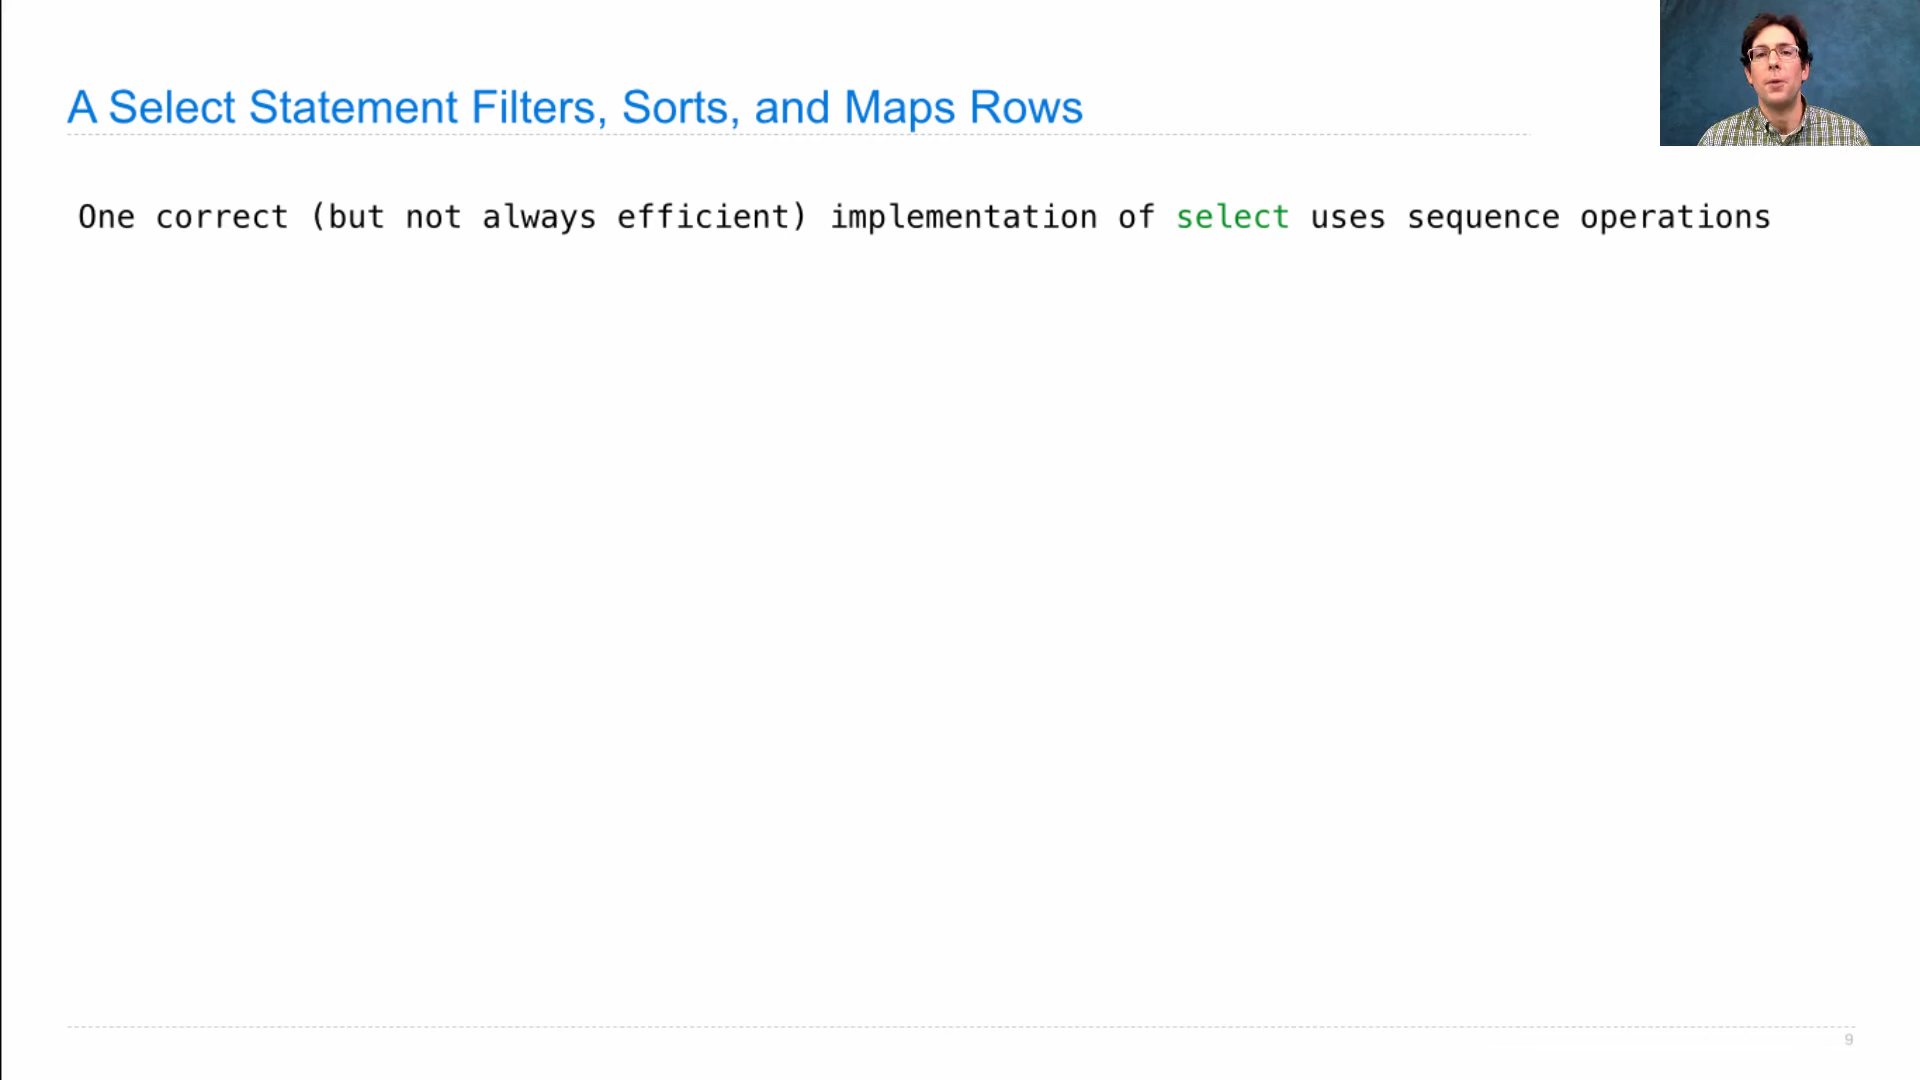 A Select Statement Filters, Sorts, and Maps Rows
One correct (but not always efficient) implementation of select uses sequence operations
9